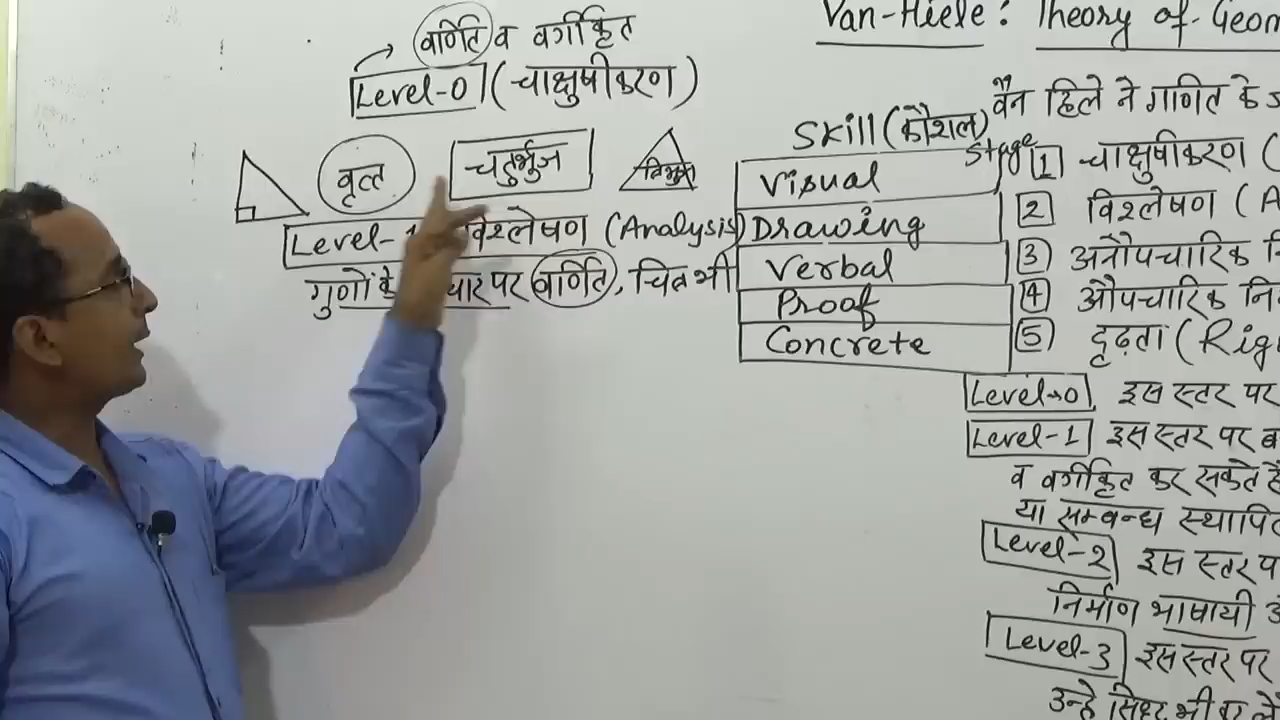 वर्णिति व वर्गीकृति
Level-0 (चाक्षुषीकरण)
वृत्त
चतुर्भुज
त्रिभुज
Level-1 विश्लेषण (Analysis)
गुणों के पर वर्णिति, चित्र भी
Van-Hiele: Theory of Geom
वैन हिले ने गणित के
Skill (कौशल)
Visual
Drawing
Verbal
Proof
Concrete
Stage 1 चाक्षुषीकरण (
2 विश्लेषण (A
3 अनौपचारिक नि
4 औपचारिक नि
5 दृढ़ता (Rig
Level→0 इस स्तर पर
Level-1 इस स्तर पर ब
व वर्गीकृत कर सकते हैं
या सम्बन्ध स्थापित
Level-2 इस स्तर प
निर्माण भाषायी
Level-3 इस स्तर पर
उन्हे सिद्ध भी कर ले